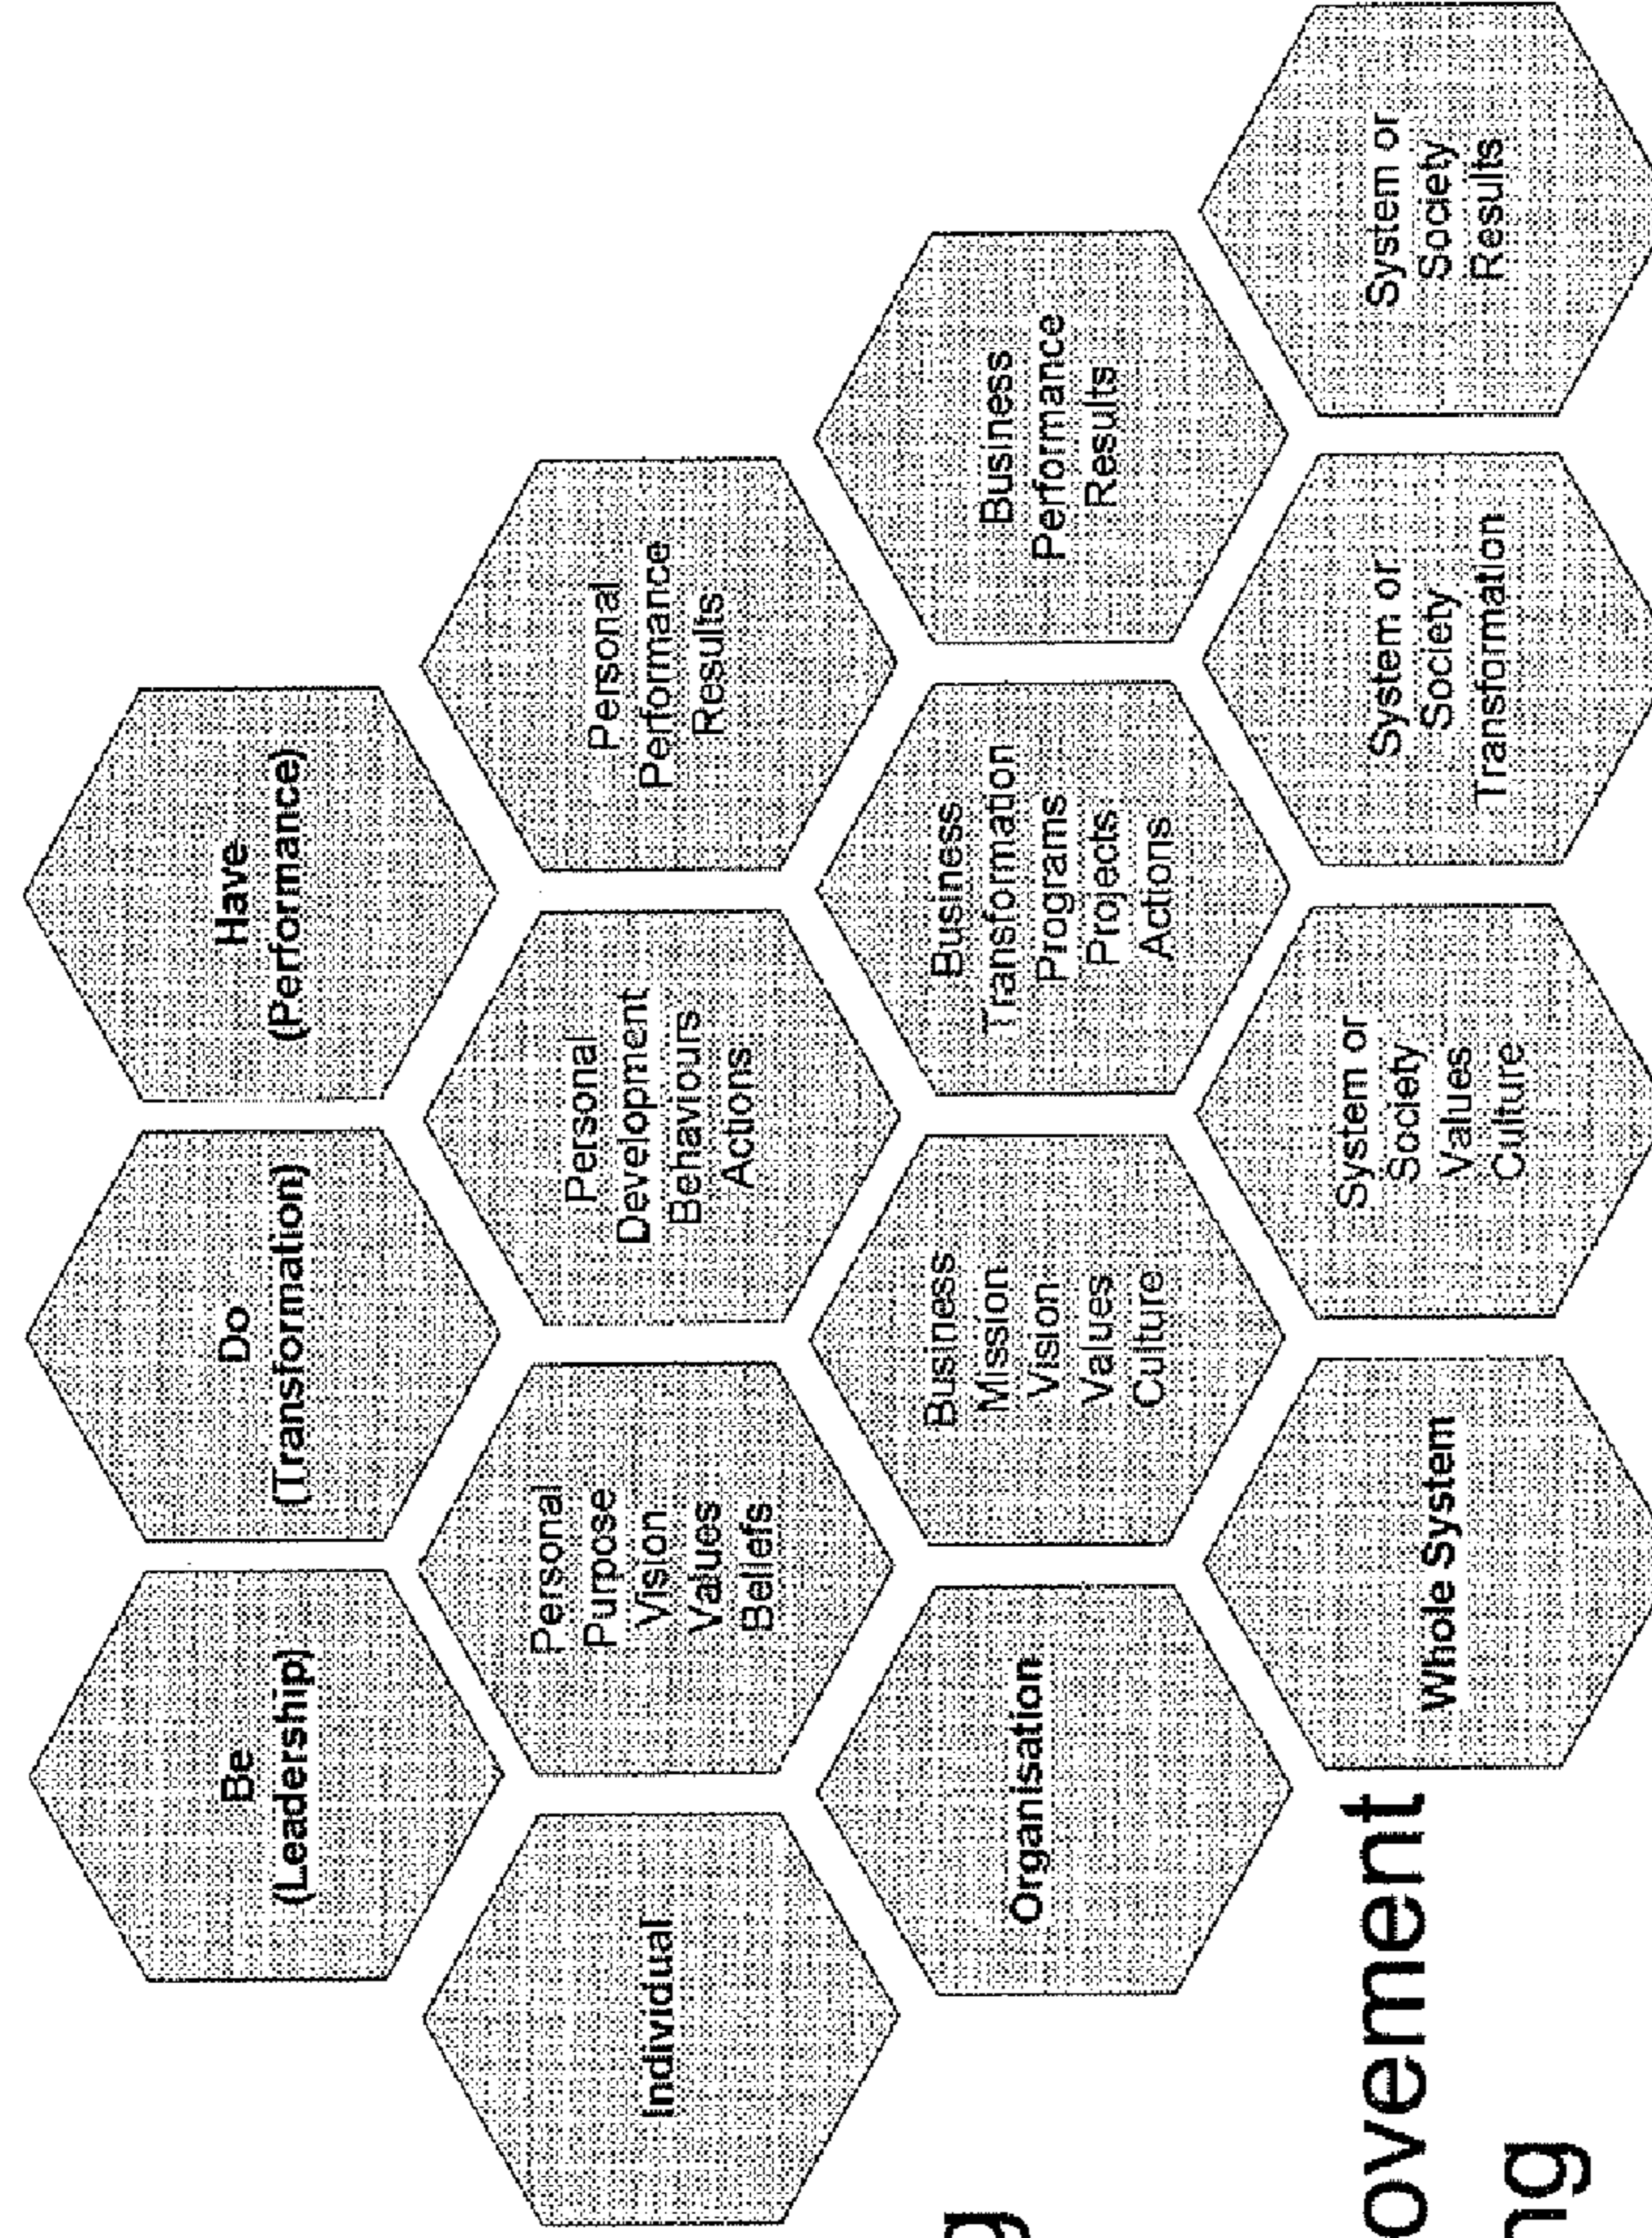 Be
(Leadership)
Do
(Transformation)
Have
(Performance)
Individual
Personal
Purpose
Vision
Values
Beliefs
Personal
Development
Behaviours
Actions
Personal
Performance
Results
Organisation
Business
Mission
Vision
Values
Culture
Business
Transformation
Programs
Projects
Actions
Business
Performance
Results
Whole System
System or
Society
Values
Culture
System or
Society
Transformation
System or
Society
Results